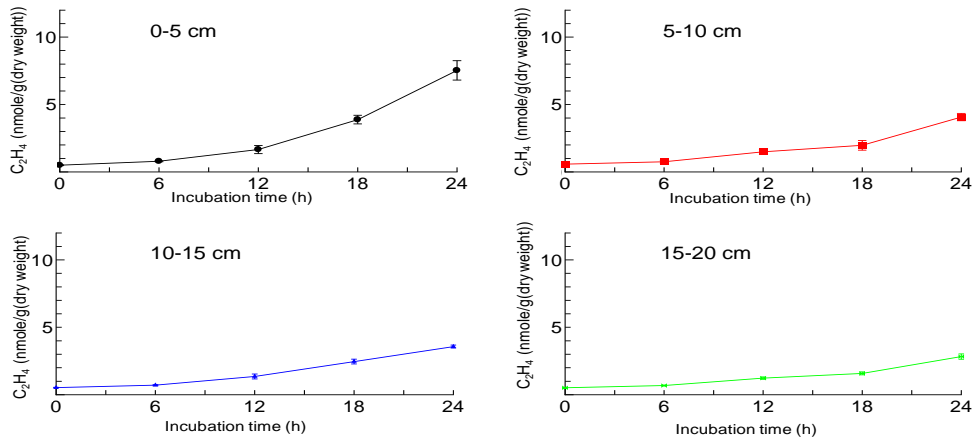 C₂H₄ (nmole/g(dry weight))
10
5
0-5 cm
0 6 12 18 24
Incubation time (h)
C₂H₄ (nmole/g(dry weight))
10
5
5-10 cm
0 6 12 18 24
Incubation time (h)
C₂H₄ (nmole/g(dry weight))
10
5
10-15 cm
0 6 12 18 24
Incubation time (h)
C₂H₄ (nmole/g(dry weight))
10
5
15-20 cm
0 6 12 18 24
Incubation time (h)